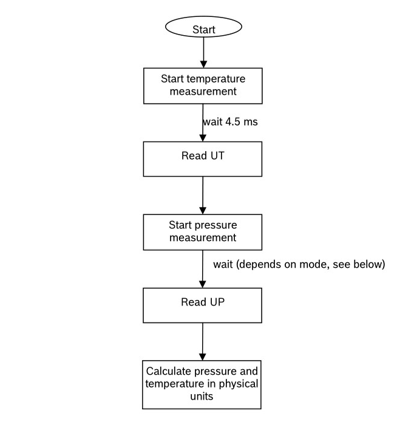 Start
Start temperature
measurement
wait 4.5 ms
Read UT
Start pressure
measurement
wait (depends on mode, see below)
Read UP
Calculate pressure and
temperature in physical
units